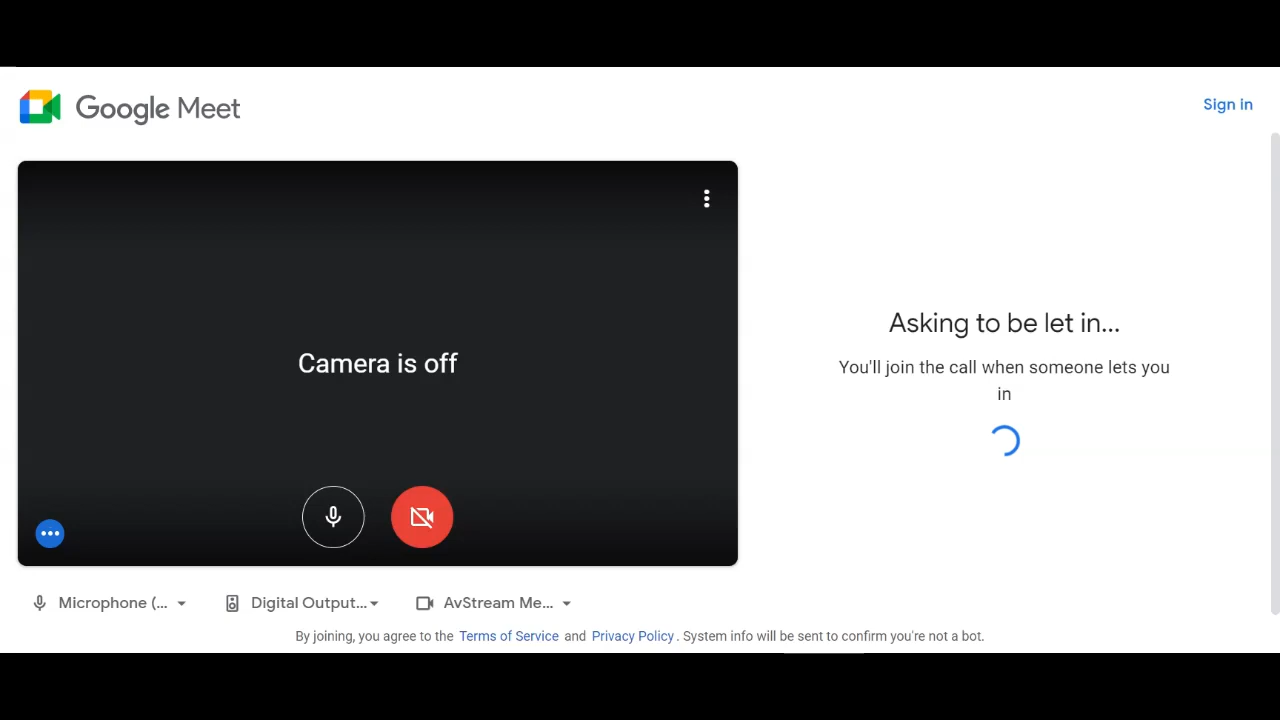 Google Meet
Sign in
Camera is off
Asking to be let in...
You'll join the call when someone lets you
in
Microphone (...
Digital Output...
AvStream Me...
By joining, you agree to the Terms of Service and Privacy Policy. System info will be sent to confirm you're not a bot.